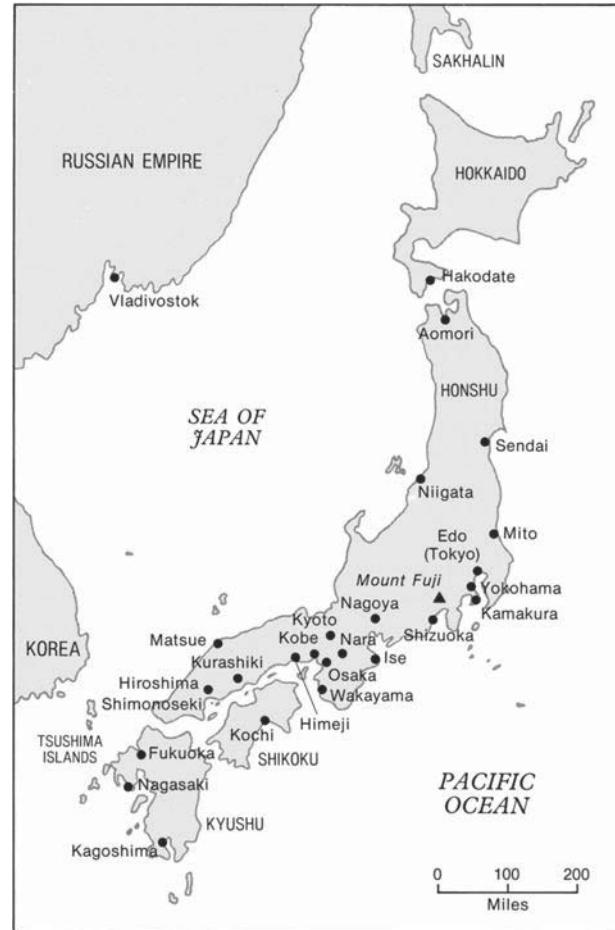 SAKHALIN
RUSSIAN EMPIRE
HOKKAIDO
Hakodate
Vladivostok
Aomori
HONSHU
SEA OF
JAPAN
Sendai
Niigata
Edo
(Tokyo)
Mito
Mount Fuji
Yokohama
Kamakura
Nagoya
Shizuoka
Kyoto
Kobe
Nara
Matsue
Ise
KOREA
Kurashiki
Osaka
Hiroshima
Wakayama
Shimonoseki
Himeji
Kochi
TSUSHIMA
ISLANDS
Fukuoka
SHIKOKU
Nagasaki
PACIFIC
OCEAN
KYUSHU
Kagoshima
0 100 200
Miles